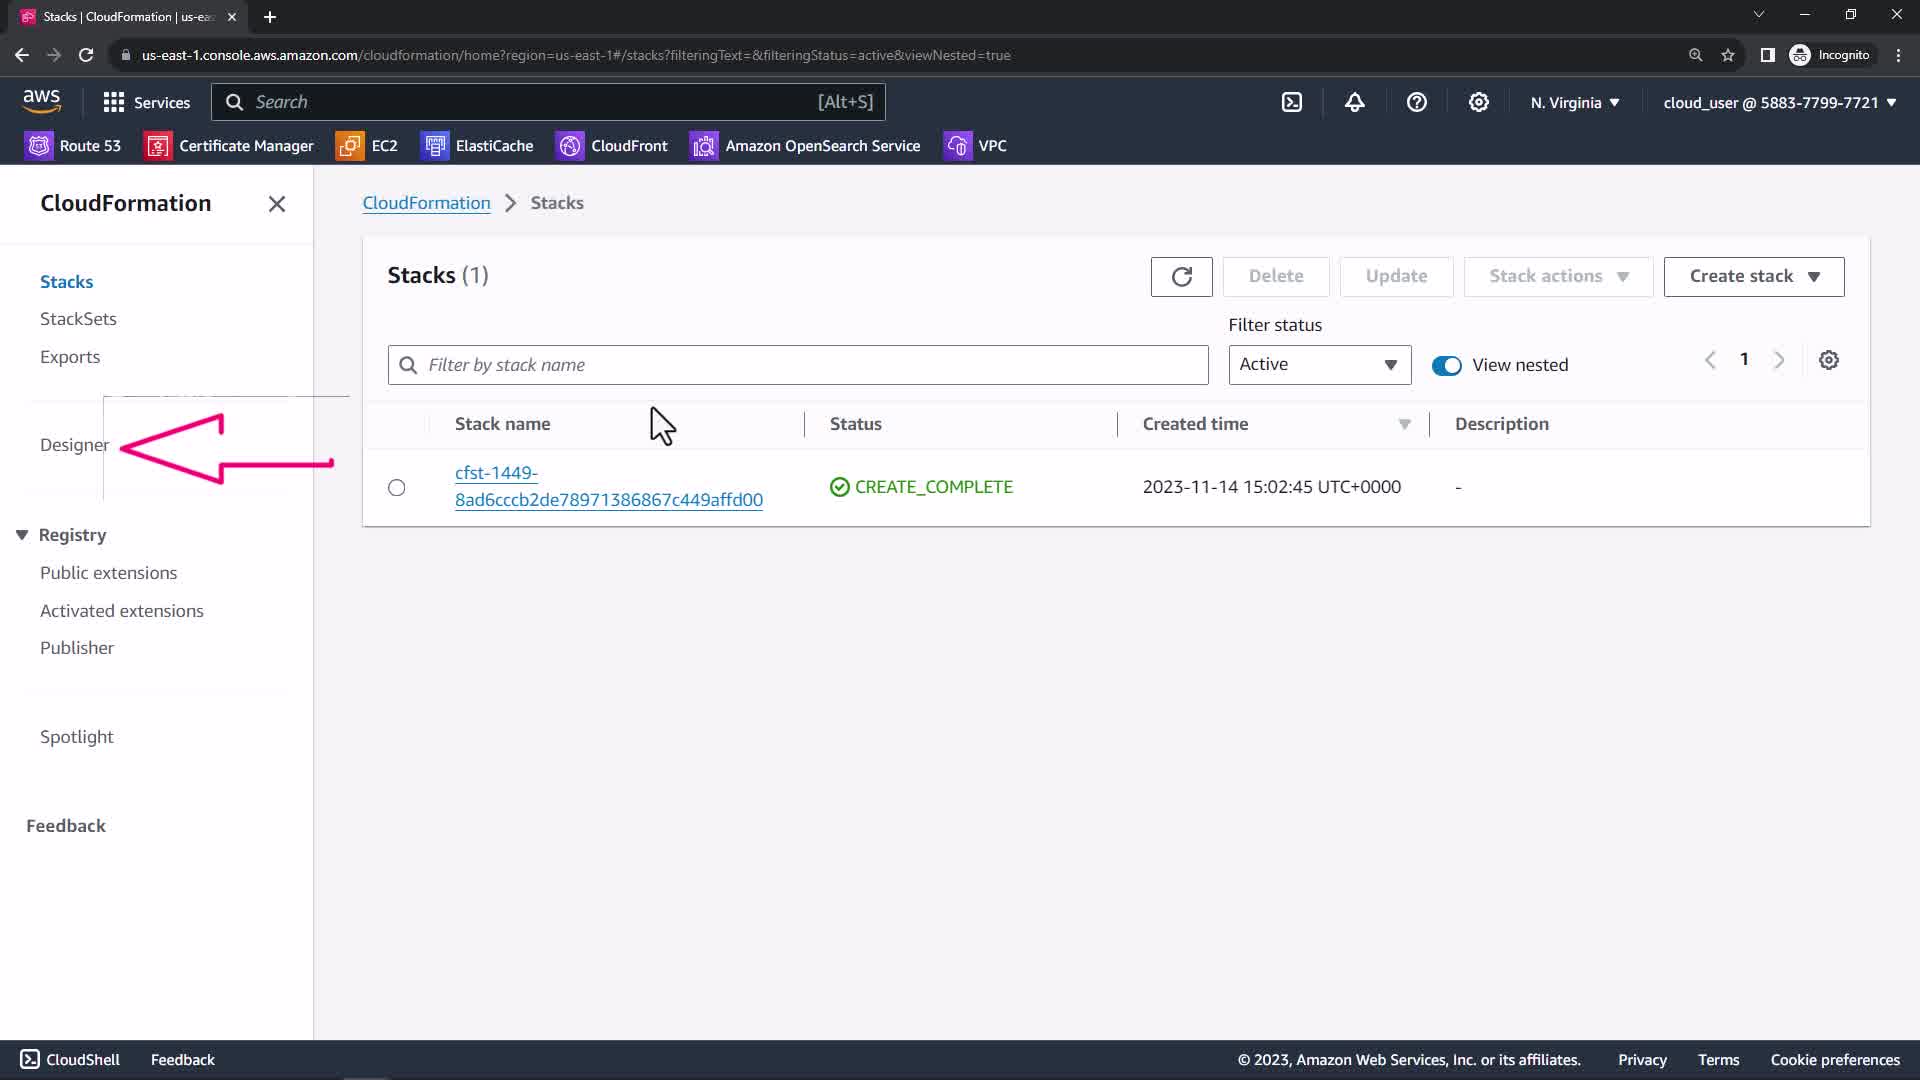 Stacks | CloudFormation | us-eas
us-east-1.console.aws.amazon.com/cloudformation/home?region=us-east-1#/stacks?filteringText=&filteringStatus=active&viewNested=true
Incognito
aws
Services
Search
[Alt+S]
N. Virginia
cloud_user @ 5883-7799-7721
Route 53
Certificate Manager
EC2
ElastiCache
CloudFront
Amazon OpenSearch Service
VPC
CloudFormation
Stacks
StackSets
Exports
Designer
Registry
Public extensions
Activated extensions
Publisher
Spotlight
Feedback
CloudFormation > Stacks
Stacks (1)
Delete
Update
Stack actions
Create stack
Filter status
Filter by stack name
Active
View nested
1
Stack name
Status
Created time
Description
cfst-1449-
8ad6cccb2de78971386867c449affd00
CREATE_COMPLETE
2023-11-14 15:02:45 UTC+0000
-
CloudShell
Feedback
© 2023, Amazon Web Services, Inc. or its affiliates.
Privacy
Terms
Cookie preferences